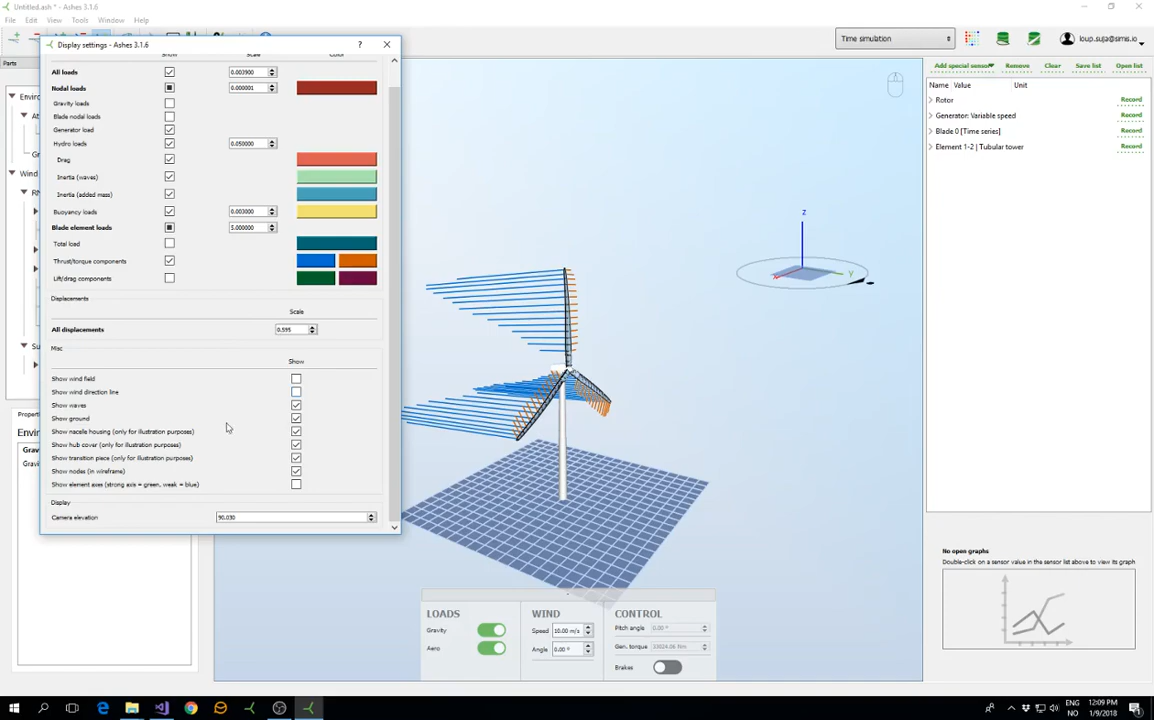 Untitled.ash * - Ashes 3.1.6
File Edit View Tools Window Help
Display settings - Ashes 3.1.6
?
Time simulation
loup.suja@simis.io
Parts
Show Scale Color
All loads 0.003900
Nodal loads 0.000001
Gravity loads
Blade nodal loads
Generator load
Hydro loads 0.050000
Drag
Inertia (waves)
Inertia (added mass)
Buoyancy loads 0.003000
Blade element loads 5.000000
Total load
Thrust/torque components
Lift/drag components
Displacements
Scale
All displacements 0.595
Misc
Show
Show wind field
Show wind direction line
Show waves
Show ground
Show nacelle housing (only for illustration purposes)
Show hub cover (only for illustration purposes)
Show transition piece (only for illustration purposes)
Show nodes (in wireframe)
Show element axes (strong axis = green, weak = blue)
Display
Camera elevation 90.030
z
x
y
LOADS
Gravity
Aero
WIND
Speed 10.00 m/s
Angle 0.00 °
CONTROL
Pitch angle 0.00 °
Gen. torque 33024.06 Nm
Brakes
Add special sensor Remove Clear Save list Open list
Name Value Unit
Rotor Record
Generator: Variable speed Record
Blade 0 [Time series] Record
Element 1-2 | Tubular tower Record
No open graphs
Double-click on a sensor value in the sensor list above to view its graph
ENG
NO
12:09 PM
1/9/2018